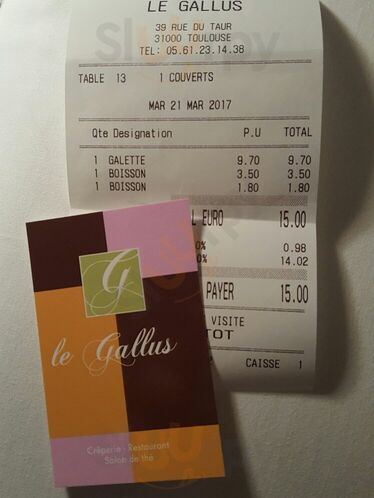 LE GALLUS
39 RUE DU TAUR
31000 TOULOUSE
TEL: 05.61.23.14.38
TABLE 13 1 COUVERTS
MAR 21 MAR 2017
Qte Designation P.U TOTAL
1 GALETTE 9.70 9.70
1 BOISSON 3.50 3.50
1 BOISSON 1.80 1.80
EURO 15.00
0.98
14.02
PAYER 15.00
VISITE
CAISSE 1
G
le Gallus
Crêperie - Restaurant
Salon de thé